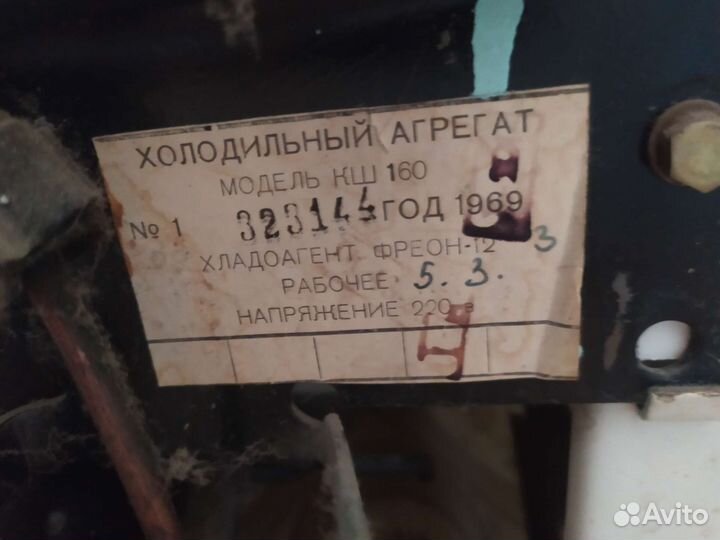 ХОЛОДИЛЬНЫЙ АГРЕГАТ
МОДЕЛЬ КШ 160
№ 1 323144 ГОД 1969
ХЛАДОАГЕНТ ФРЕОН-12 3
РАБОЧЕЕ 5.3.
НАПРЯЖЕНИЕ 220 в
Avito